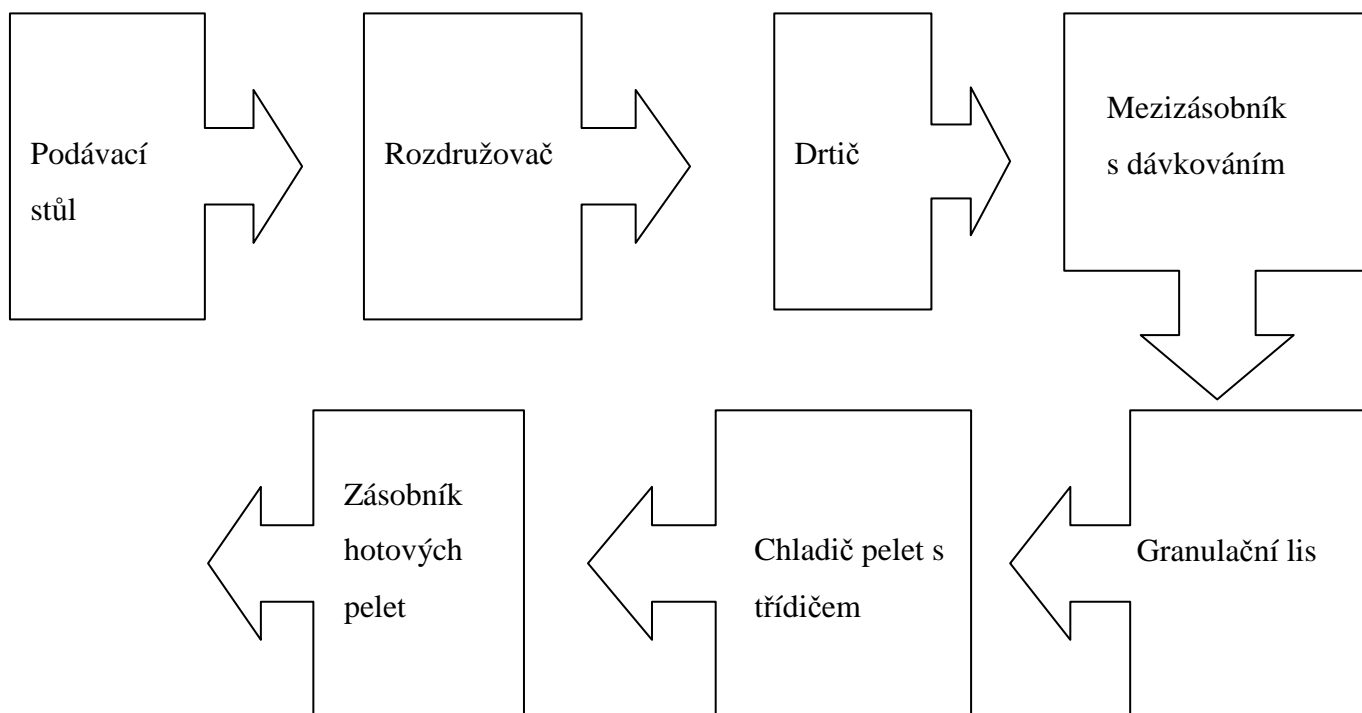 Podávací
stůl
Rozdružovač
Drtič
Mezizásobník
s dávkováním
Granulační lis
Chladič pelet s
třídičem
Zásobník
hotových
pelet